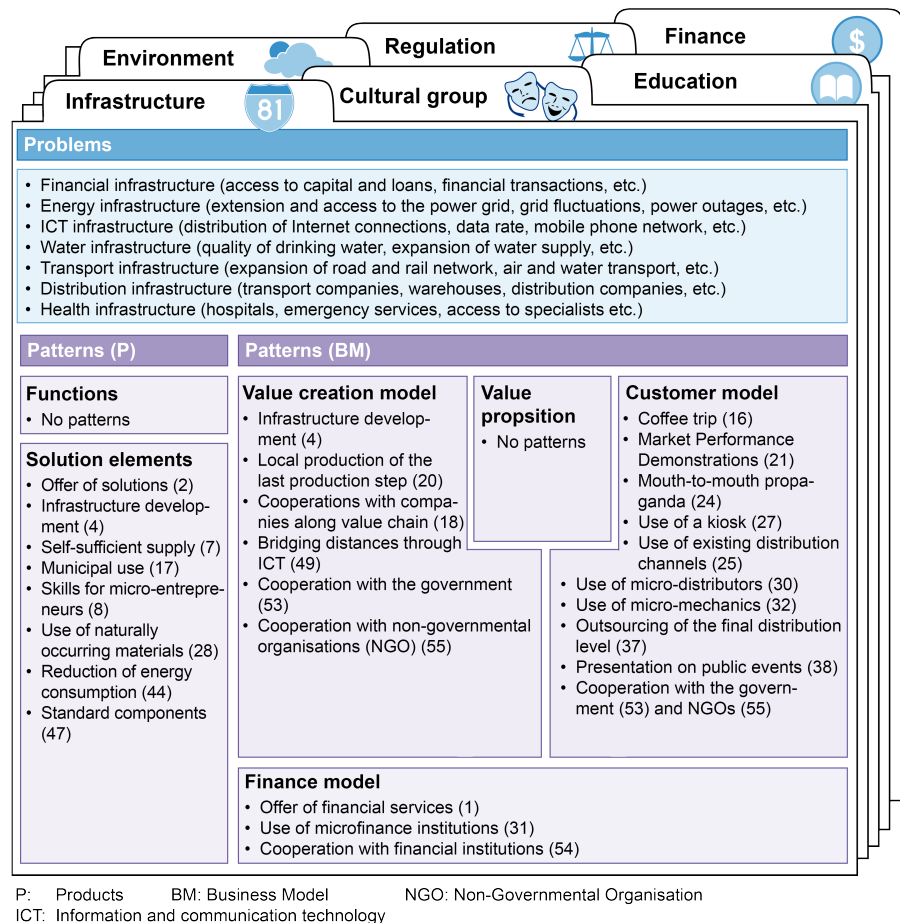 Finance
$
Regulation
Environment
Education
Cultural group
Infrastructure
81
Problems
• Financial infrastructure (access to capital and loans, financial transactions, etc.)
• Energy infrastructure (extension and access to the power grid, grid fluctuations, power outages, etc.)
• ICT infrastructure (distribution of Internet connections, data rate, mobile phone network, etc.)
• Water infrastructure (quality of drinking water, expansion of water supply, etc.)
• Transport infrastructure (expansion of road and rail network, air and water transport, etc.)
• Distribution infrastructure (transport companies, warehouses, distribution companies, etc.)
• Health infrastructure (hospitals, emergency services, access to specialists etc.)
Patterns (P)
Functions
• No patterns
Solution elements
• Offer of solutions (2)
• Infrastructure develop-
ment (4)
• Self-sufficient supply (7)
• Municipal use (17)
• Skills for micro-entrepre-
neurs (8)
• Use of naturally
occurring materials (28)
• Reduction of energy
consumption (44)
• Standard components
(47)
Patterns (BM)
Value creation model
• Infrastructure develop-
ment (4)
• Local production of the
last production step (20)
• Cooperations with compa-
nies along value chain (18)
• Bridging distances through
ICT (49)
• Cooperation with the government
(53)
• Cooperation with non-governmental
organisations (NGO) (55)
Value
propsition
• No patterns
Customer model
• Coffee trip (16)
• Market Performance
Demonstrations (21)
• Mouth-to-mouth propa-
ganda (24)
• Use of a kiosk (27)
• Use of existing distribution
channels (25)
• Use of micro-distributors (30)
• Use of micro-mechanics (32)
• Outsourcing of the final distribution
level (37)
• Presentation on public events (38)
• Cooperation with the govern-
ment (53) and NGOs (55)
Finance model
• Offer of financial services (1)
• Use of microfinance institutions (31)
• Cooperation with financial institutions (54)
P: Products BM: Business Model NGO: Non-Governmental Organisation
ICT: Information and communication technology